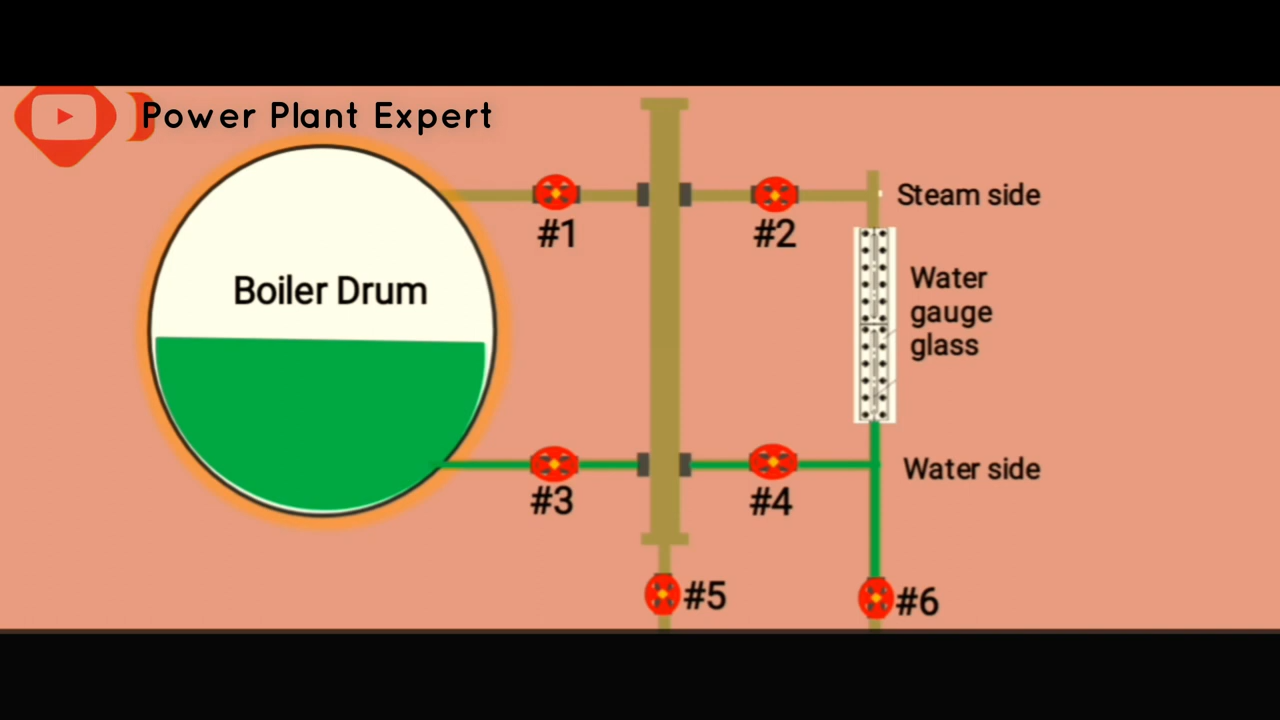 Power Plant Expert
Steam side
#1
#2
Boiler Drum
Water
gauge
glass
Water side
#3
#4
#5
#6